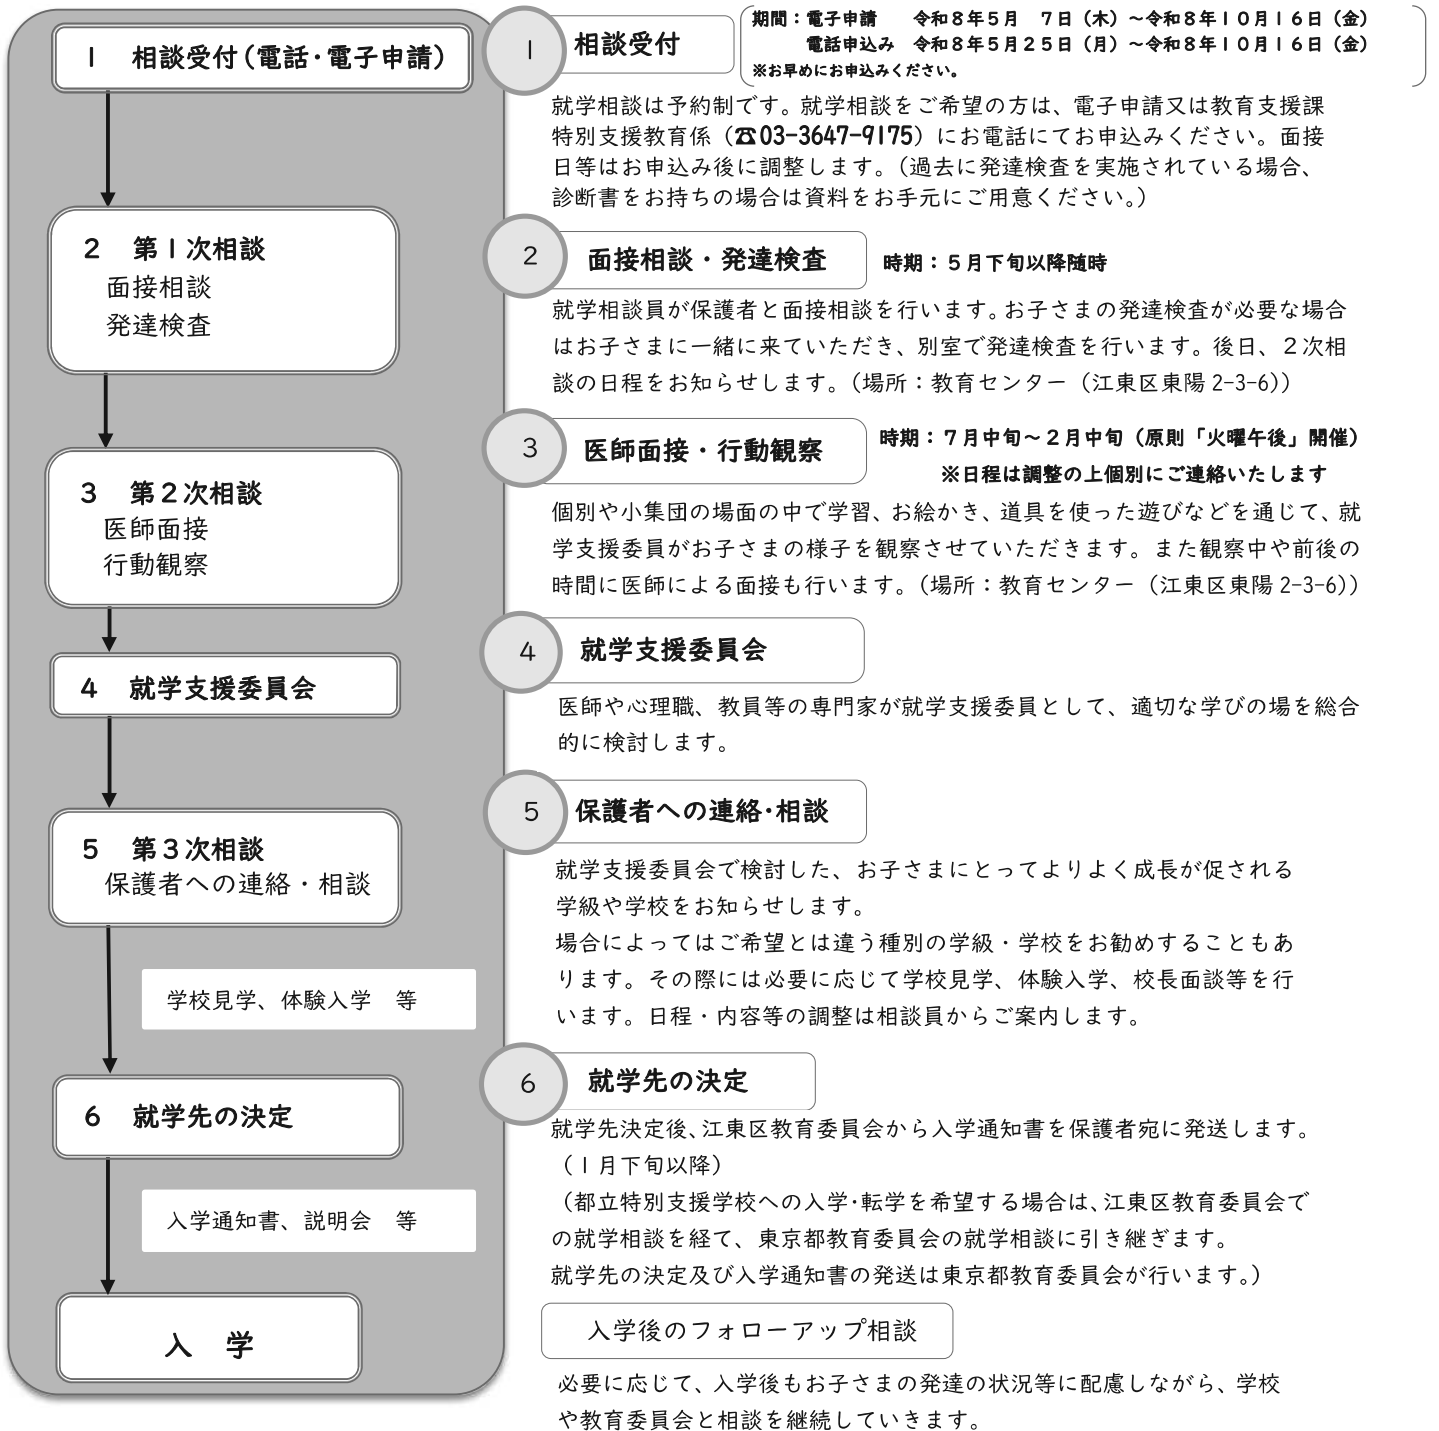 1 相談受付(電話・電子申請)
2 第1次相談
面接相談
発達検査
3 第2次相談
医師面接
行動観察
4 就学支援委員会
5 第3次相談
保護者への連絡・相談
学校見学、体験入学 等
6 就学先の決定
入学通知書、説明会 等
入 学
1 相談受付
期間:電子申請 令和8年5月 7日(木)~令和8年10月16日(金)
電話申込み 令和8年5月25日(月)~令和8年10月16日(金)
※お早めにお申込みください。
就学相談は予約制です。就学相談をご希望の方は、電子申請又は教育支援課
特別支援教育係(☎03-3647-9175)にお電話にてお申込みください。面接
日等はお申込み後に調整します。(過去に発達検査を実施されている場合、
診断書をお持ちの場合は資料をお手元にご用意ください。)
2 面接相談・発達検査 時期:5月下旬以降随時
就学相談員が保護者と面接相談を行います。お子さまの発達検査が必要な場合
はお子さまに一緒に来ていただき、別室で発達検査を行います。後日、2次相
談の日程をお知らせします。(場所:教育センター(江東区東陽2-3-6))
3 医師面接・行動観察 時期:7月中旬~2月中旬(原則「火曜午後」開催)
※日程は調整の上個別にご連絡いたします
個別や小集団の場面の中で学習、お絵かき、道具を使った遊びなどを通じて、就
学支援委員がお子さまの様子を観察させていただきます。また観察中や前後の
時間に医師による面接も行います。(場所:教育センター(江東区東陽2-3-6))
4 就学支援委員会
医師や心理職、教員等の専門家が就学支援委員として、適切な学びの場を総合
的に検討します。
5 保護者への連絡・相談
就学支援委員会で検討した、お子さまにとってよりよく成長が促される
学級や学校をお知らせします。
場合によってはご希望とは違う種別の学級・学校をお勧めすることもあ
ります。その際には必要に応じて学校見学、体験入学、校長面談等を行
います。日程・内容等の調整は相談員からご案内します。
6 就学先の決定
就学先決定後、江東区教育委員会から入学通知書を保護者宛に発送します。
(1月下旬以降)
(都立特別支援学校への入学・転学を希望する場合は、江東区教育委員会で
の就学相談を経て、東京都教育委員会の就学相談に引き継ぎます。
就学先の決定及び入学通知書の発送は東京都教育委員会が行います。)
入学後のフォローアップ相談
必要に応じて、入学後もお子さまの発達の状況等に配慮しながら、学校
や教育委員会と相談を継続していきます。